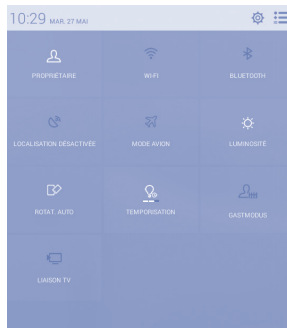 10:29 MAR. 27 MAI
PROPRIÉTAIRE
WI-FI
BLUETOOTH
LOCALISATION DÉSACTIVÉE
MODE AVION
LUMINOSITÉ
ROTAT. AUTO
TEMPORISATION
GASTMODUS
LIAISON TV